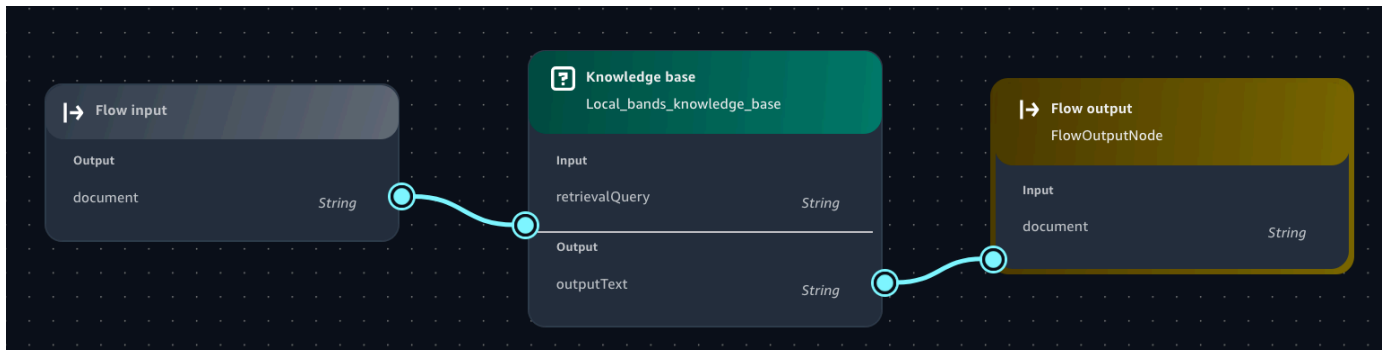 Flow input
Output
document
String
?
Knowledge base
Local_bands_knowledge_base
Input
retrievalQuery
String
Output
outputText
String
Flow output
FlowOutputNode
Input
document
String